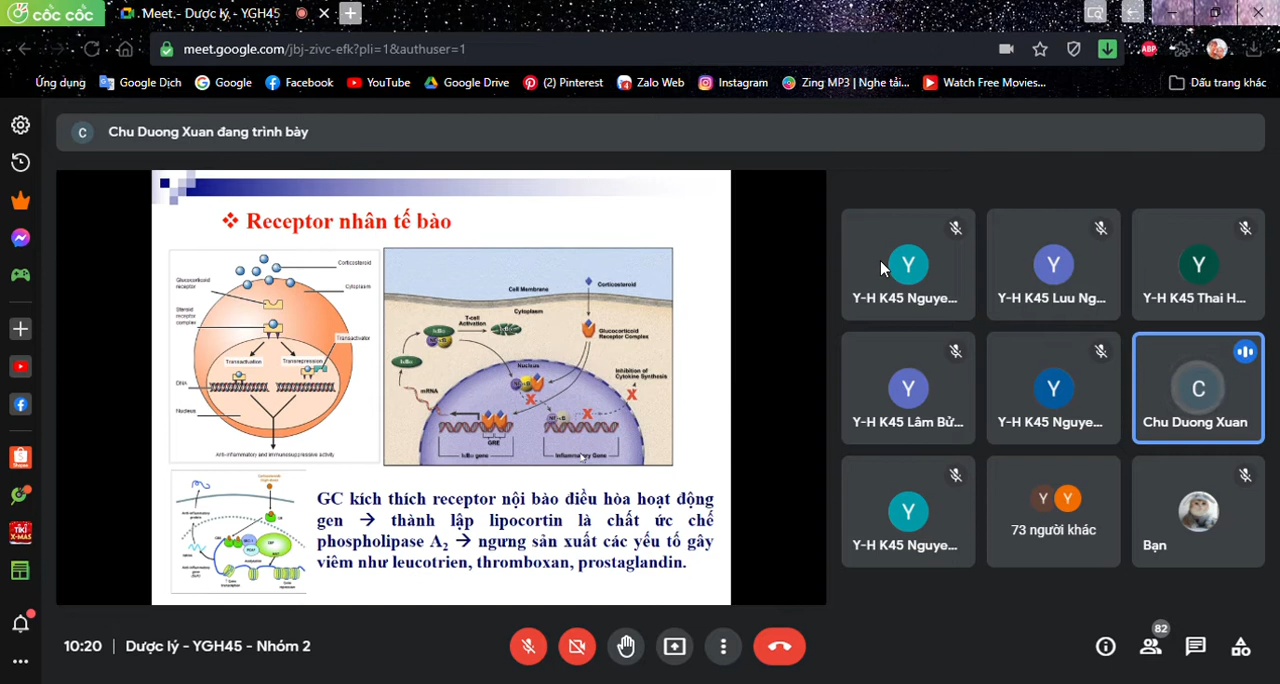 cốc cốc
Meet - Dược lý - YGH45
meet.google.com/jbj-zivc-efk?pli=1&authuser=1
ABP
Ứng dụng
Google Dịch
Google
Facebook
YouTube
Google Drive
Pinterest
Zalo Web
Instagram
Zing MP3 | Nghe tải...
Watch Free Movies...
Dấu trang khác
C
Chu Duong Xuan đang trình bày
Receptor nhân tế bào
Corticosteroid
Glucocorticoid
receptor
Cytoplasm
Steroid
receptor
complex
Transactivator
Transactivation
Transrepression
DNA
Nucleus
Anti-inflammatory and immunosuppressive activity
Cell Membrane
Corticosteroid
Cytoplasm
T-cell
Activation
Glucocorticoid
Receptor Complex
Nucleus
Inhibition of
Cytokine Synthesis
mRNA
GRE
IκBα gene
Inflammatory Gene
GC kích thích receptor nội bào điều hòa hoạt động
gen → thành lập lipocortin là chất ức chế
phospholipase A2 → ngưng sản xuất các yếu tố gây
viêm như leucotrien, thromboxan, prostaglandin.
Y
Y-H K45 Nguye...
Y
Y-H K45 Luu Ng...
Y
Y-H K45 Thai H...
Y
Y-H K45 Lâm Bử...
Y
Y-H K45 Nguye...
C
Chu Duong Xuan
Y
Y-H K45 Nguye...
Y Y
73 người khác
Bạn
10:20 | Dược lý - YGH45 - Nhóm 2
82